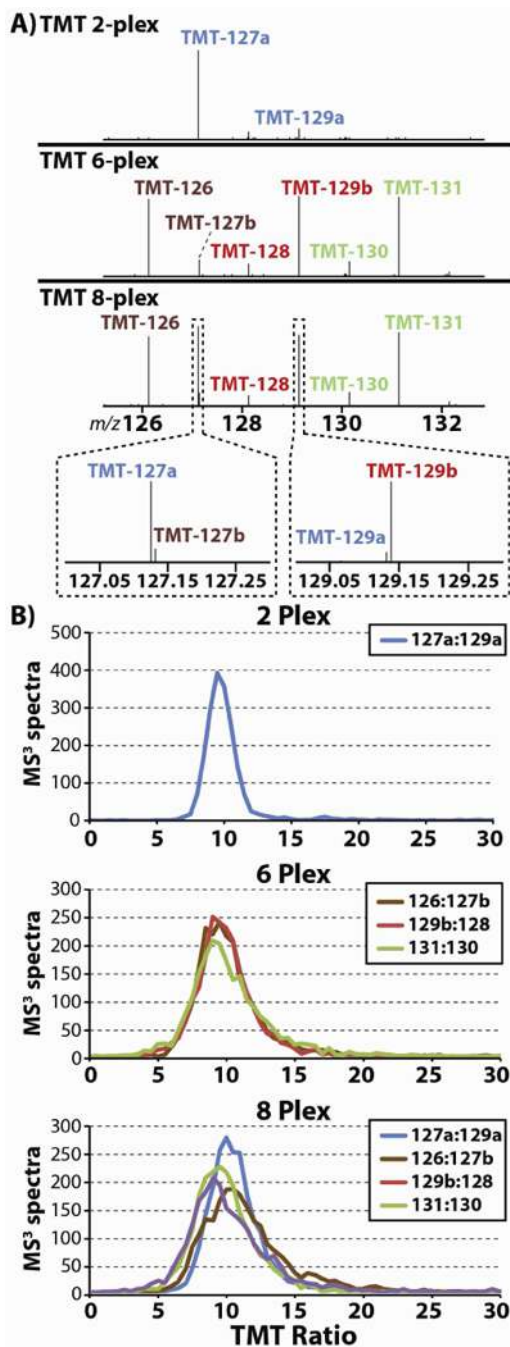 A) TMT 2-plex
TMT-127a
TMT-129a
TMT 6-plex
TMT-126
TMT-129b
TMT-131
TMT-127b
TMT-128
TMT-130
TMT 8-plex
TMT-126
TMT-131
TMT-128
TMT-130
m/z 126 128 130 132
TMT-127a
TMT-129b
TMT-127b
TMT-129a
127.05 127.15 127.25
129.05 129.15 129.25
B) 2 Plex
500
127a:129a
400
MS³ spectra
300
200
100
0
0 5 10 15 20 25 30
6 Plex
300
126:127b
250
129b:128
200
131:130
MS³ spectra
150
100
50
0
0 5 10 15 20 25 30
8 Plex
300
127a:129a
250
126:127b
200
129b:128
131:130
MS³ spectra
150
100
50
0
0 5 10 15 20 25 30
TMT Ratio